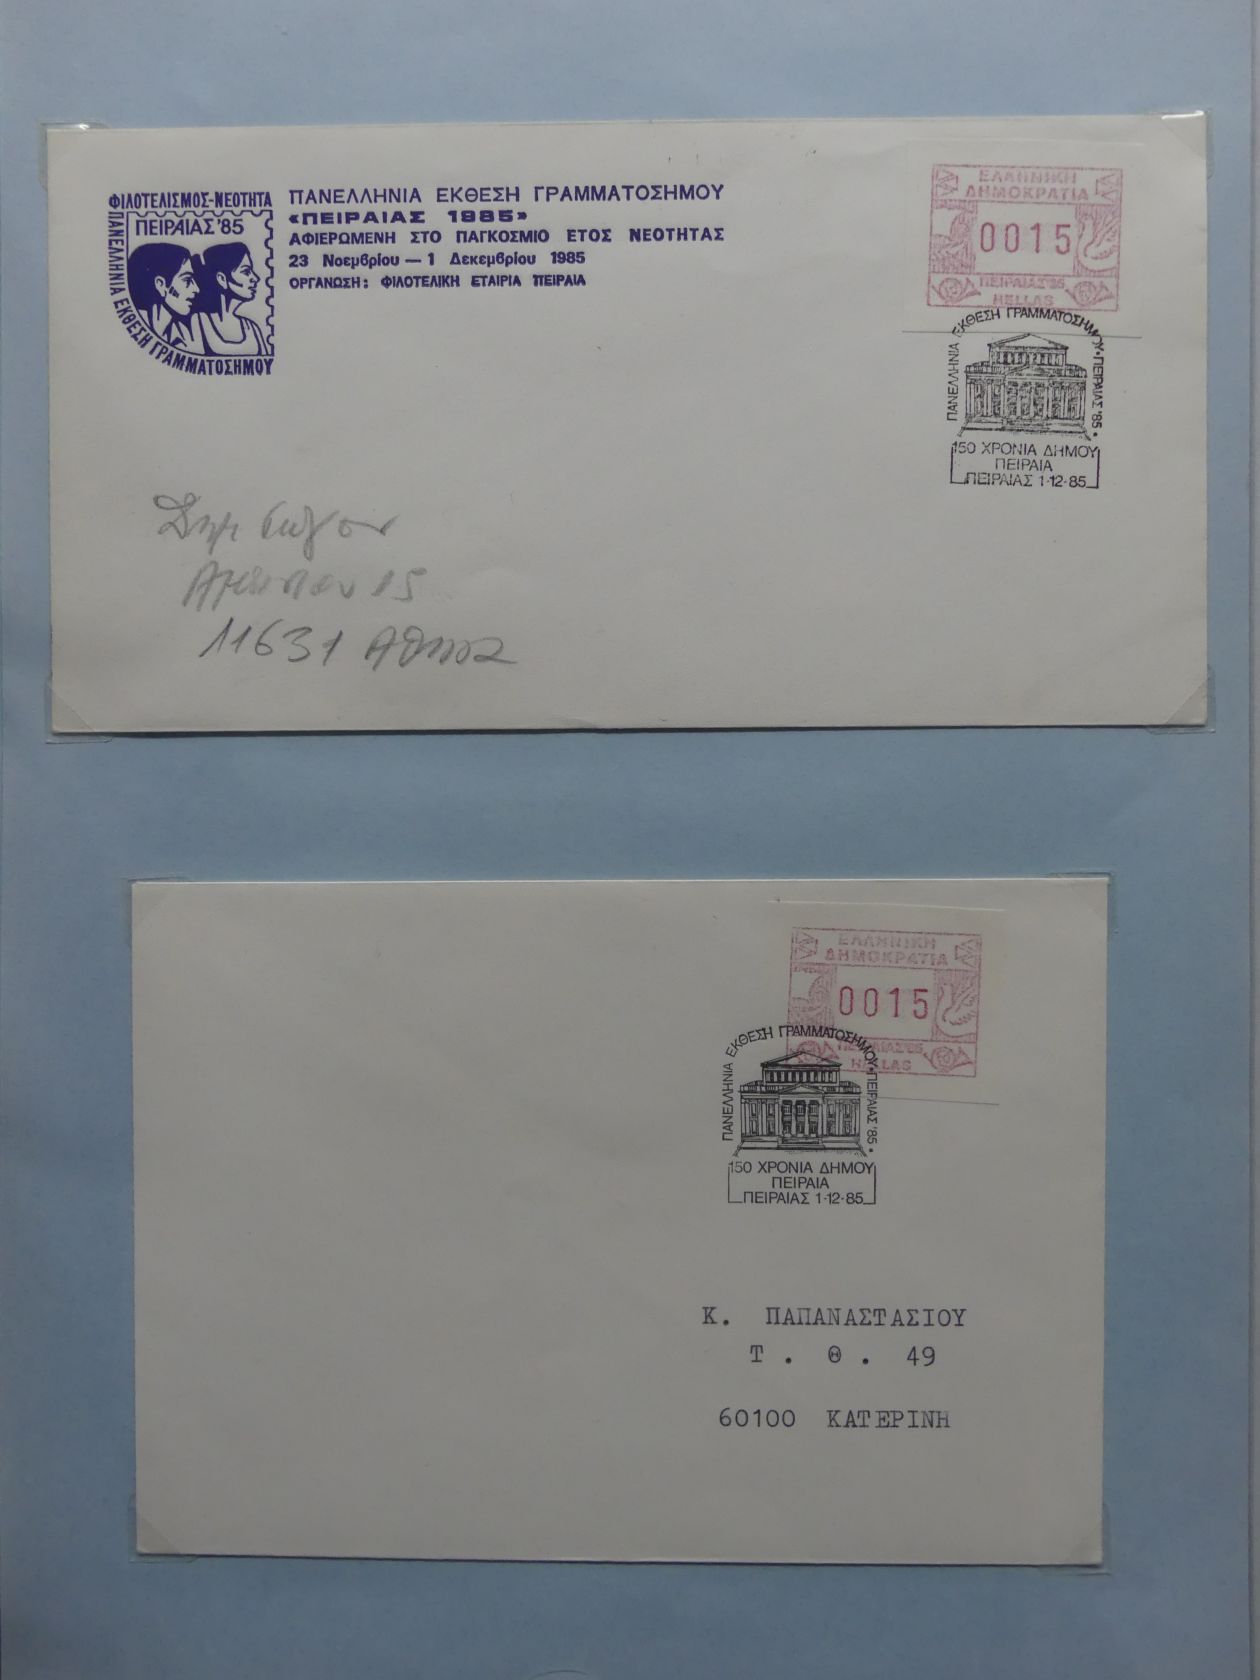 ΦΙΛΟΤΕΛΙΣΜΟΣ-ΝΕΟΤΗΤΑ
ΠΕΙΡΑΙΑΣ '85
ΠΑΝΕΛΛΗΝΙΑ ΕΚΘΕΣΗ ΓΡΑΜΜΑΤΟΣΗΜΟΥ
ΠΑΝΕΛΛΗΝΙΑ ΕΚΘΕΣΗ ΓΡΑΜΜΑΤΟΣΗΜΟΥ
«ΠΕΙΡΑΙΑΣ 1985»
ΑΦΙΕΡΩΜΕΝΗ ΣΤΟ ΠΑΓΚΟΣΜΙΟ ΕΤΟΣ ΝΕΟΤΗΤΑΣ
23 Νοεμβρίου — 1 Δεκεμβρίου 1985
ΟΡΓΑΝΩΣΗ: ΦΙΛΟΤΕΛΙΚΗ ΕΤΑΙΡΙΑ ΠΕΙΡΑΙΑ
ΕΛΛΗΝΙΚΗ
ΔΗΜΟΚΡΑΤΙΑ
0015
ΠΕΙΡΑΙΑΣ '85
HELLAS
ΠΑΝΕΛΛΗΝΙΑ ΕΚΘΕΣΗ ΓΡΑΜΜΑΤΟΣΗΜΟΥ·ΠΕΙΡΑΙΑΣ '85·
150 ΧΡΟΝΙΑ ΔΗΜΟΥ
ΠΕΙΡΑΙΑ
ΠΕΙΡΑΙΑΣ 1·12·85
15
11631 Αθήνα
ΕΛΛΗΝΙΚΗ
ΔΗΜΟΚΡΑΤΙΑ
0015
ΠΕΙΡΑΙΑΣ '85
HELLAS
ΠΑΝΕΛΛΗΝΙΑ ΕΚΘΕΣΗ ΓΡΑΜΜΑΤΟΣΗΜΟΥ·ΠΕΙΡΑΙΑΣ '85·
150 ΧΡΟΝΙΑ ΔΗΜΟΥ
ΠΕΙΡΑΙΑ
ΠΕΙΡΑΙΑΣ 1·12·85
Κ. ΠΑΠΑΝΑΣΤΑΣΙΟΥ
Τ . Θ . 49
60100 ΚΑΤΕΡΙΝΗ